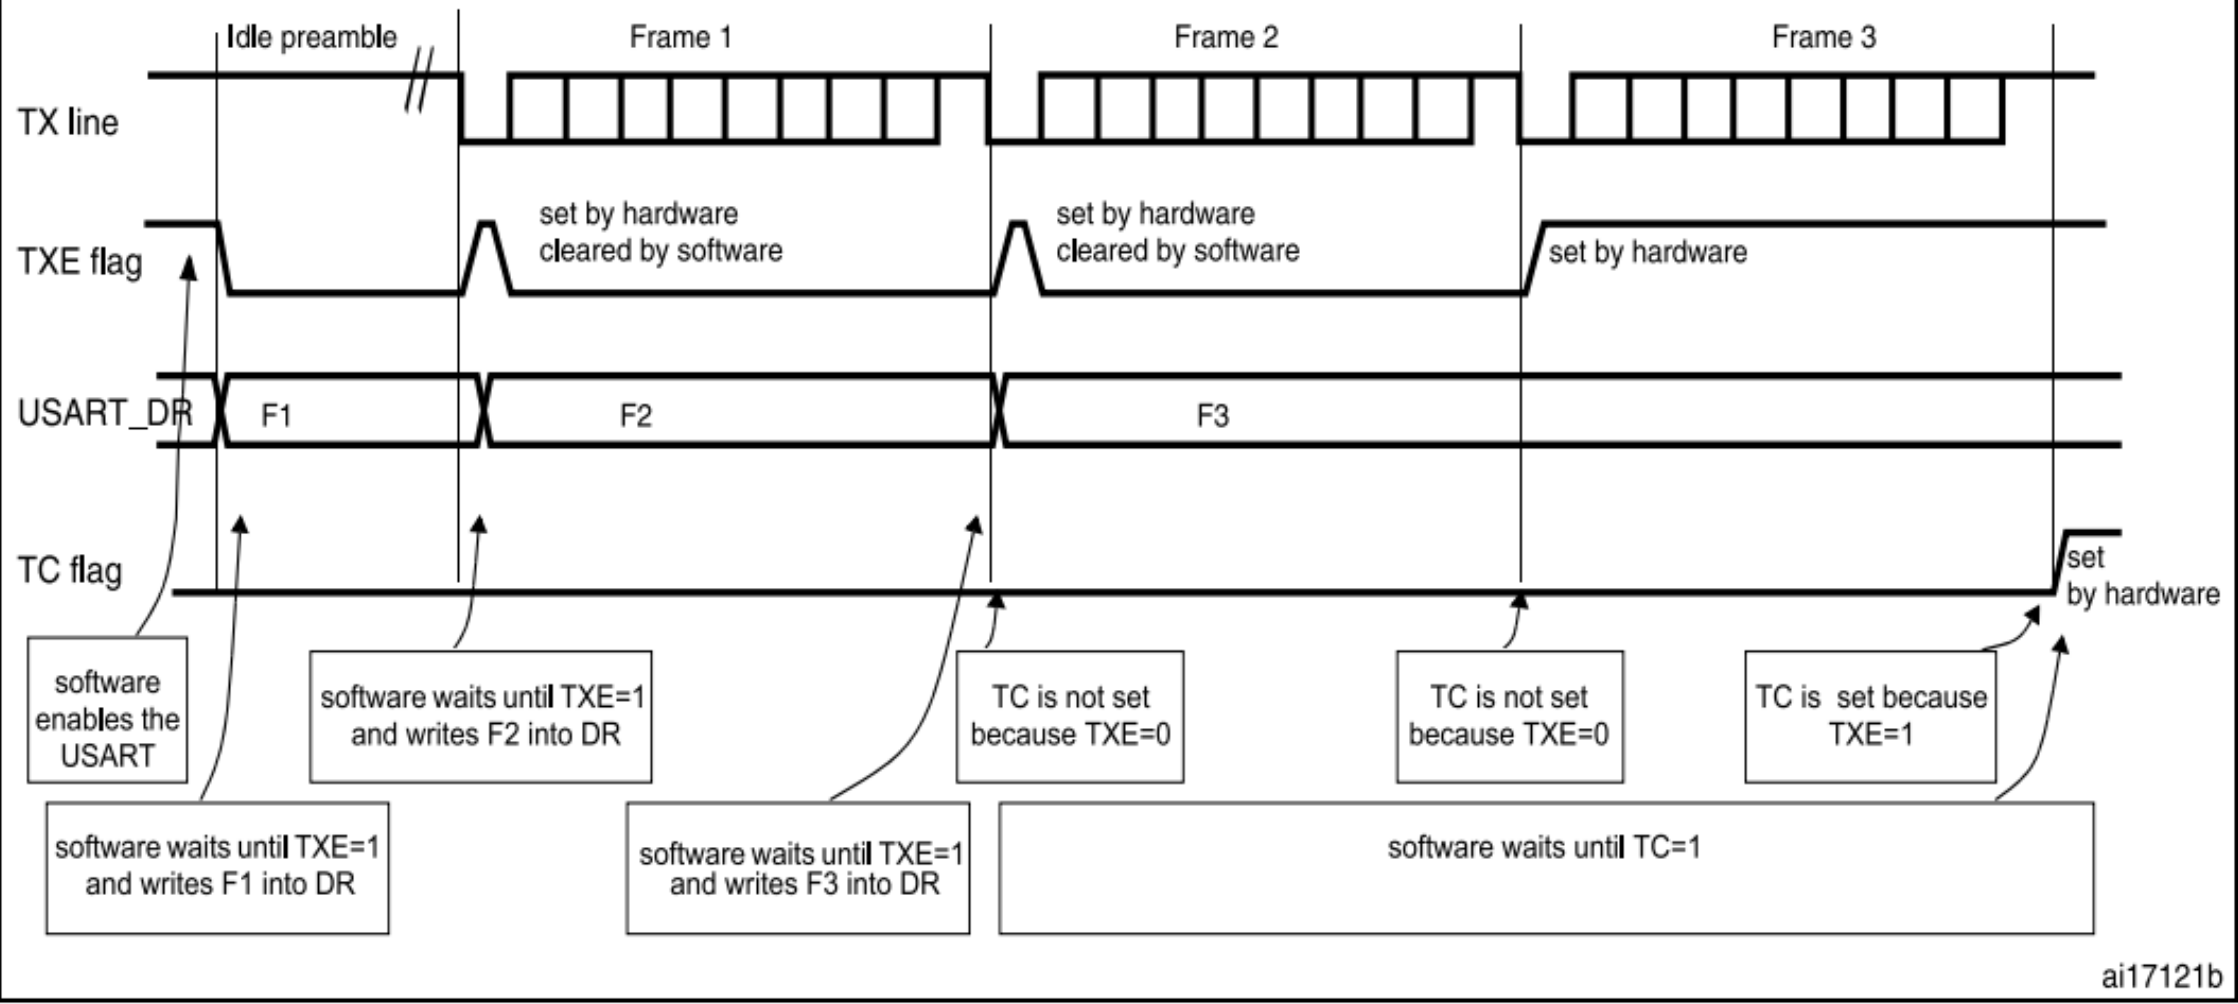 Idle preamble
Frame 1
Frame 2
Frame 3
TX line
TXE flag
set by hardware
cleared by software
set by hardware
cleared by software
set by hardware
USART_DR
F1
F2
F3
TC flag
set
by hardware
software
enables the
USART
software waits until TXE=1
and writes F2 into DR
TC is not set
because TXE=0
TC is not set
because TXE=0
TC is set because
TXE=1
software waits until TXE=1
and writes F1 into DR
software waits until TXE=1
and writes F3 into DR
software waits until TC=1
ai17121b